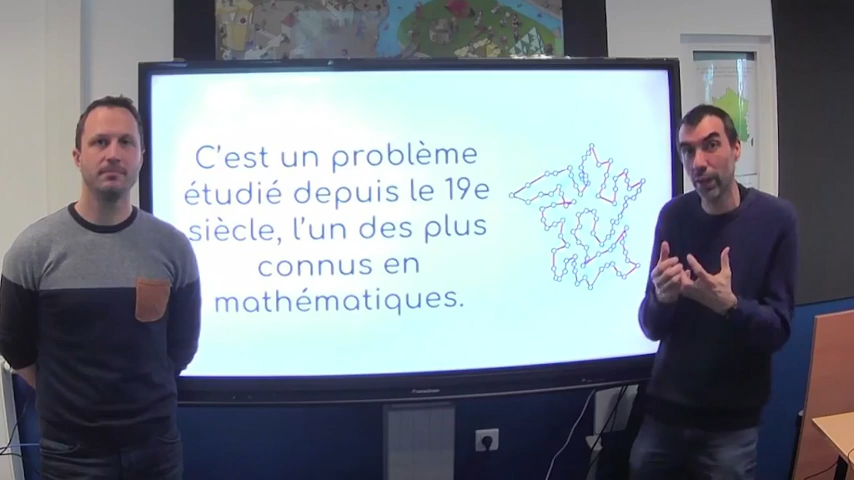 C'est un problème
étudié depuis le 19e
siècle, l'un des plus
connus en
mathématiques.